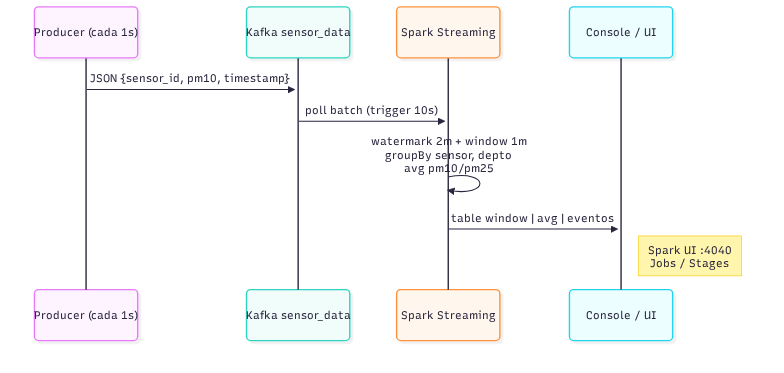 Producer (cada 1s)
Kafka sensor_data
Spark Streaming
Console / UI
JSON {sensor_id, pm10, timestamp}
poll batch (trigger 10s)
watermark 2m + window 1m
groupBy sensor, depto
avg pm10/pm25
table window | avg | eventos
Spark UI :4040
Jobs / Stages
Producer (cada 1s)
Kafka sensor_data
Spark Streaming
Console / UI